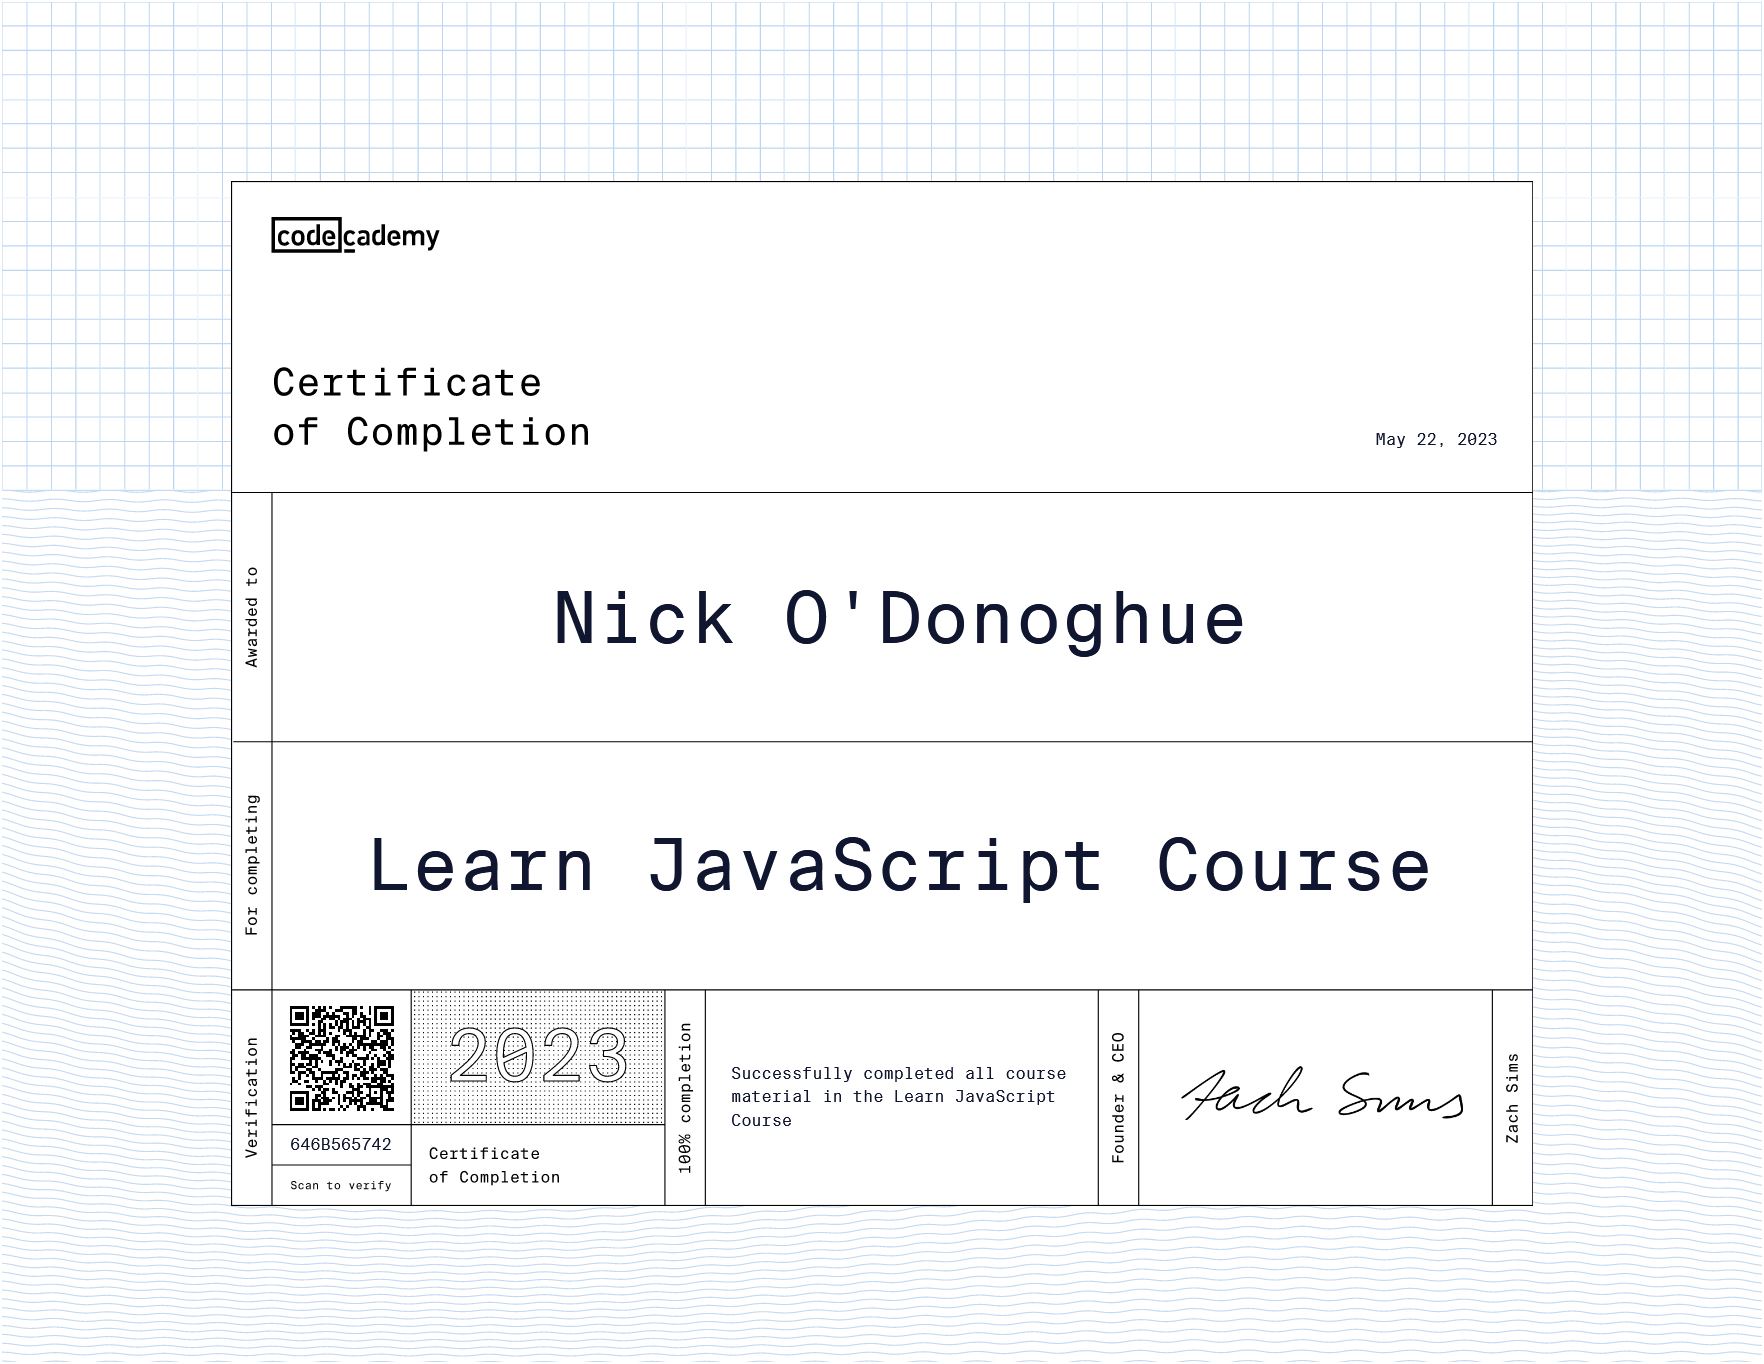 codecademy
Certificate
of Completion
May 22, 2023
Awarded to
Nick O'Donoghue
For completing
Learn JavaScript Course
Verification
646B565742
Scan to verify
2023
Certificate
of Completion
100% completion
Successfully completed all course
material in the Learn JavaScript
Course
Founder & CEO
Zach Sims
Zach Sims